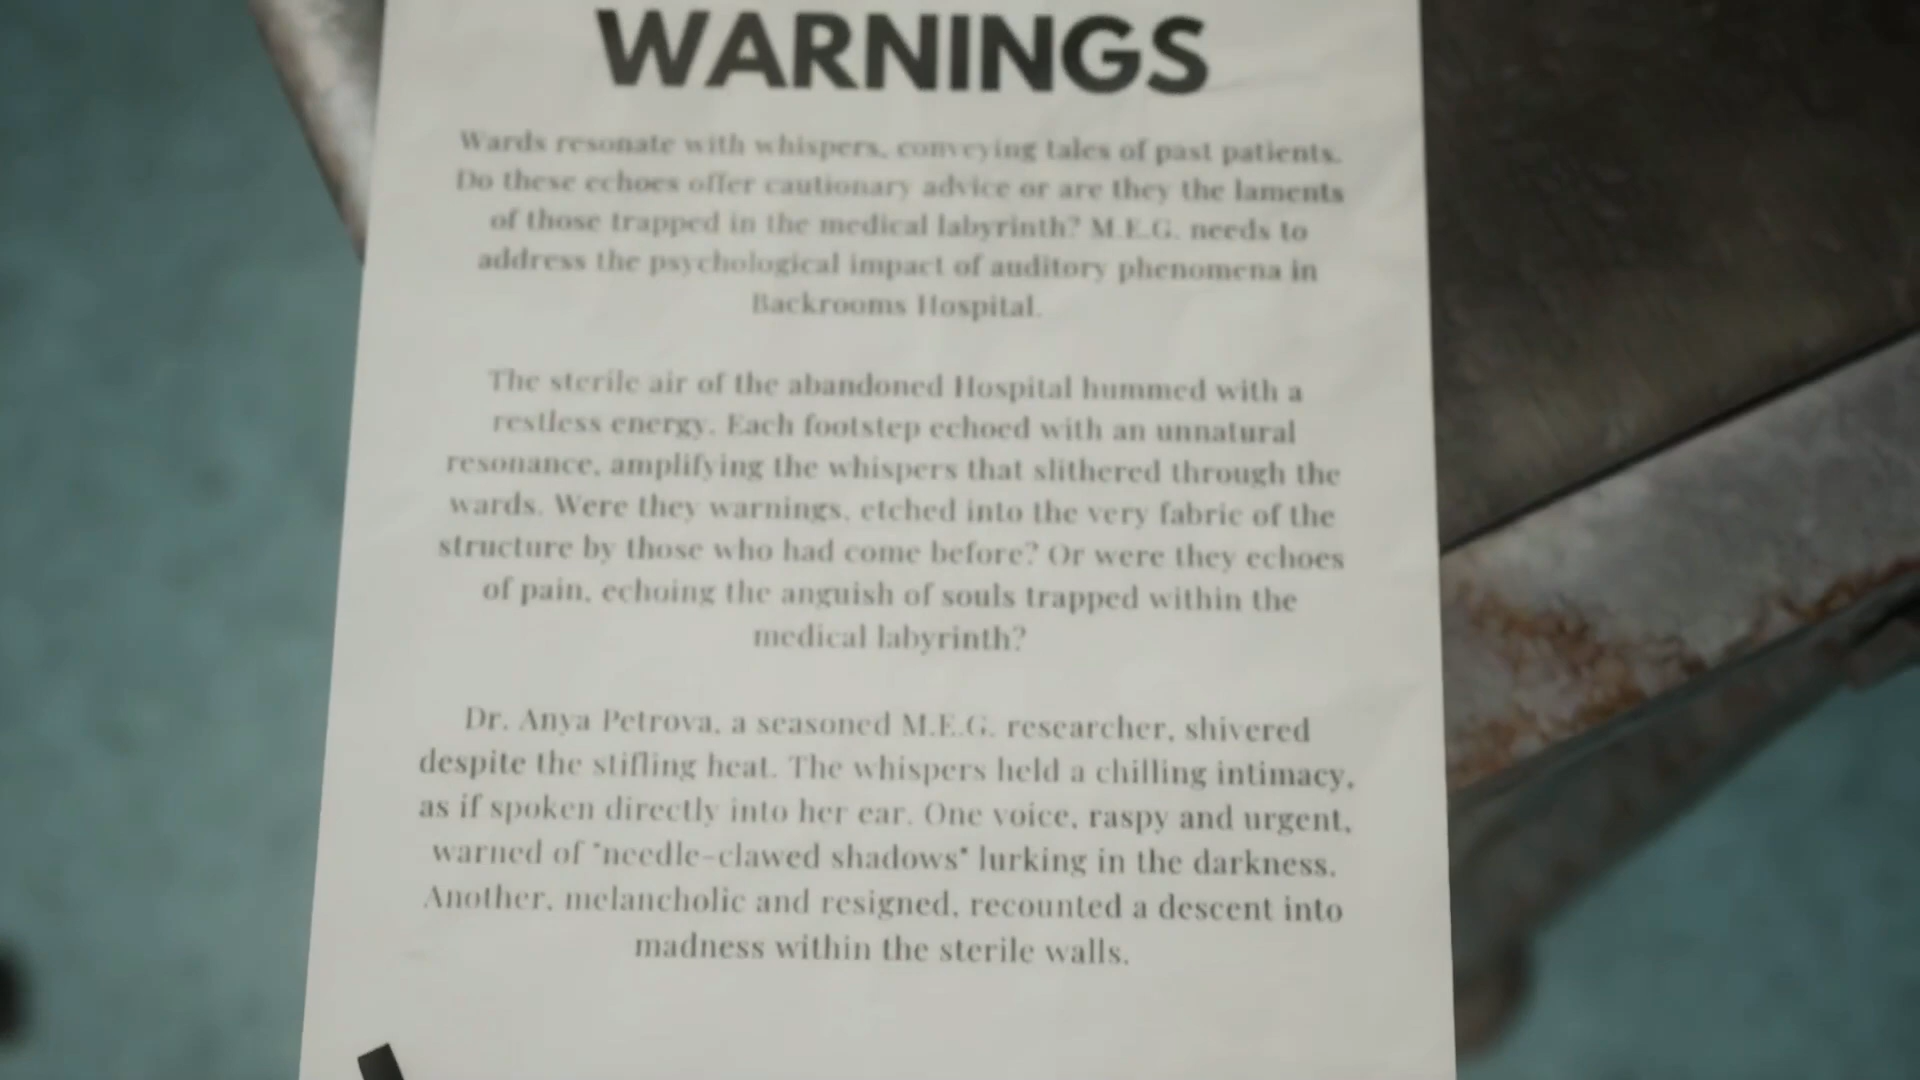 WARNINGS
Wards resonate with whispers, conveying tales of past patients.
Do these echoes offer cautionary advice or are they the laments
of those trapped in the medical labyrinth? M.E.G. needs to
address the psychological impact of auditory phenomena in
Backrooms Hospital.
The sterile air of the abandoned Hospital hummed with a
restless energy. Each footstep echoed with an unnatural
resonance, amplifying the whispers that slithered through the
wards. Were they warnings, etched into the very fabric of the
structure by those who had come before? Or were they echoes
of pain, echoing the anguish of souls trapped within the
medical labyrinth?
Dr. Anya Petrova, a seasoned M.E.G. researcher, shivered
despite the stifling heat. The whispers held a chilling intimacy,
as if spoken directly into her ear. One voice, raspy and urgent,
warned of "needle-clawed shadows" lurking in the darkness.
Another, melancholic and resigned, recounted a descent into
madness within the sterile walls.